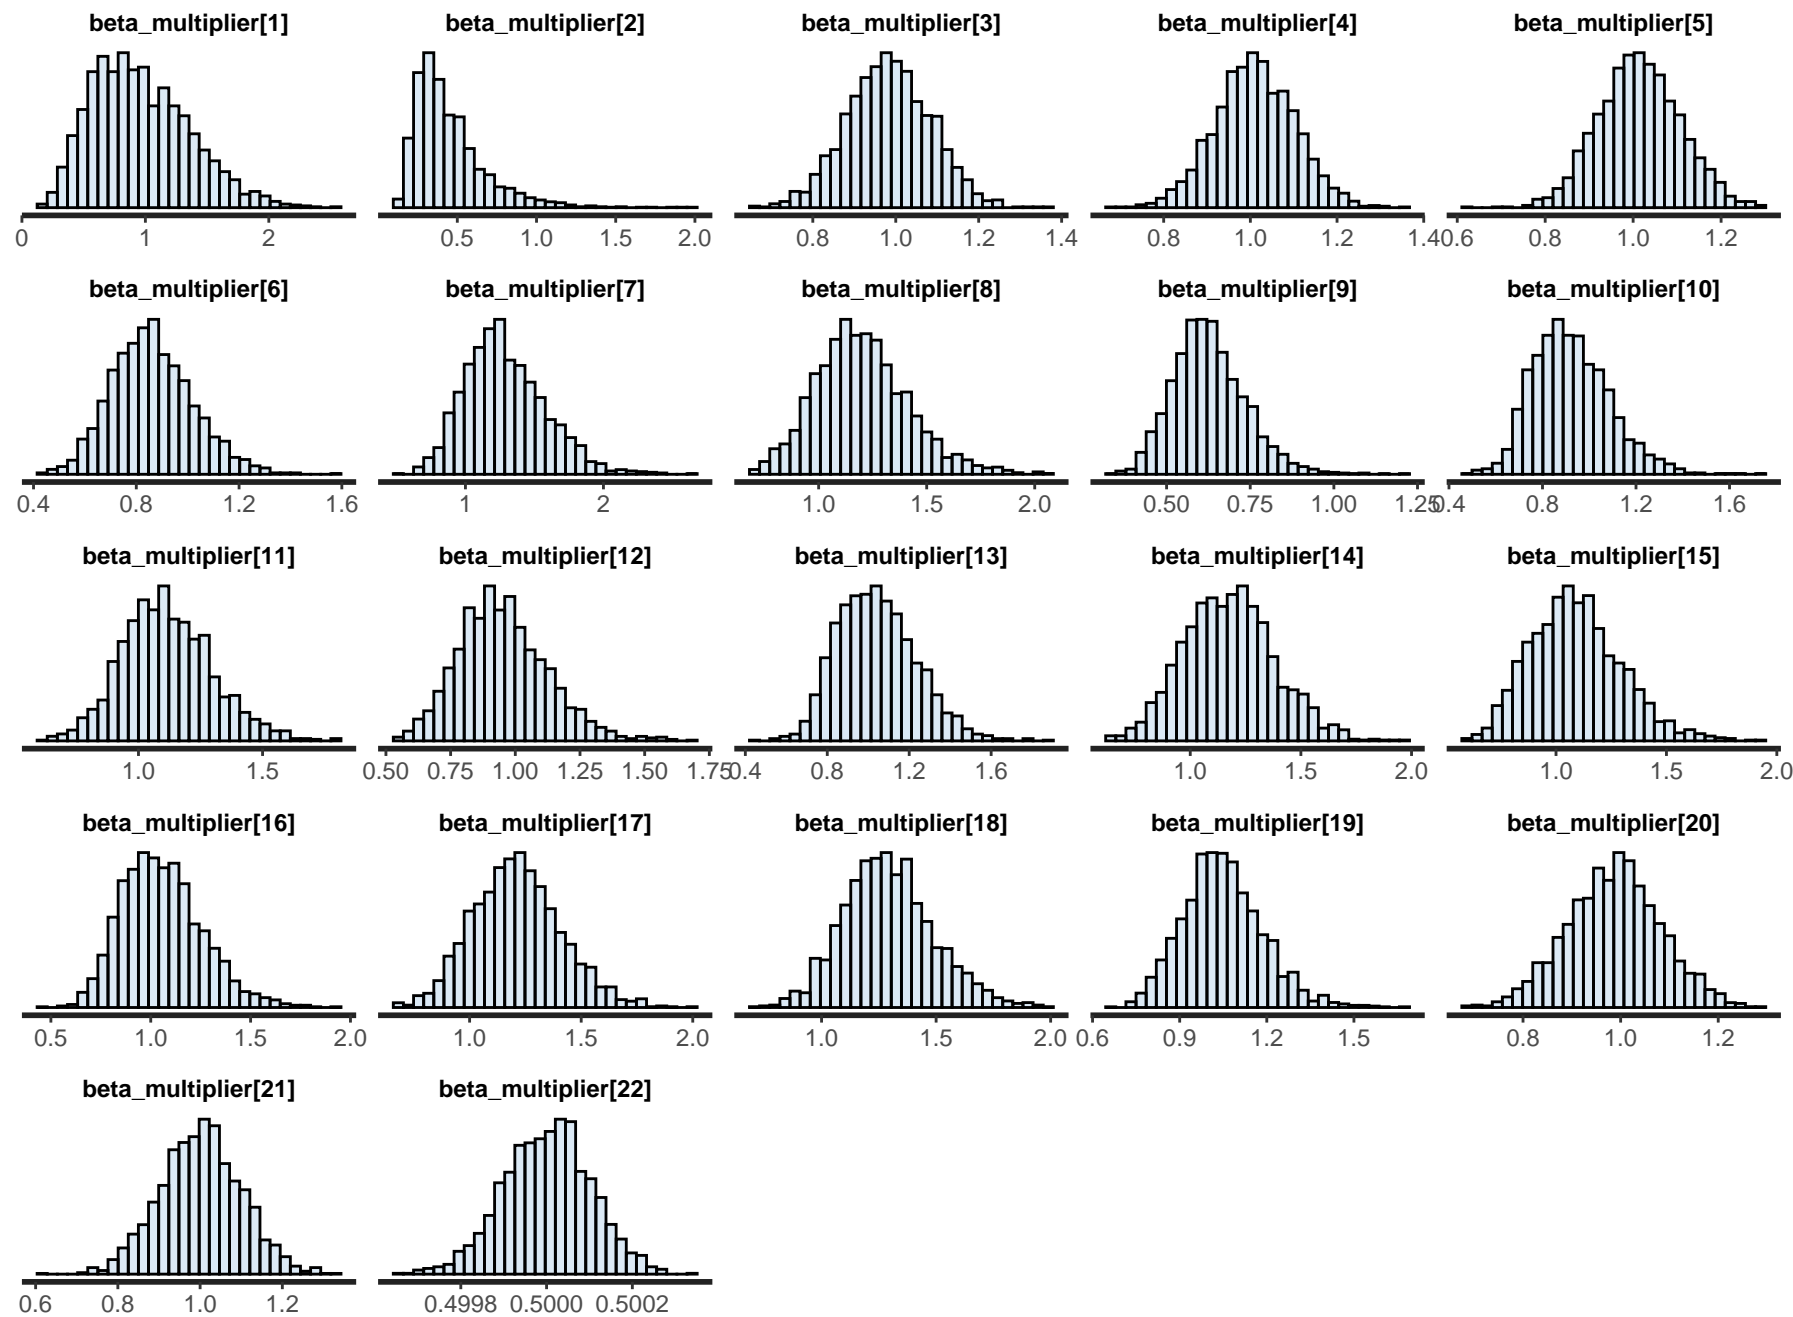 beta_multiplier[1] beta_multiplier[2] beta_multiplier[3] beta_multiplier[4] beta_multiplier[5]
0 1 2 0.5 1.0 1.5 2.0 0.8 1.0 1.2 1.4 0.8 1.0 1.2 1.4 0.6 0.8 1.0 1.2
beta_multiplier[6] beta_multiplier[7] beta_multiplier[8] beta_multiplier[9] beta_multiplier[10]
0.4 0.8 1.2 1.6 1 2 1.0 1.5 2.0 0.50 0.75 1.00 1.25 0.4 0.8 1.2 1.6
beta_multiplier[11] beta_multiplier[12] beta_multiplier[13] beta_multiplier[14] beta_multiplier[15]
1.0 1.5 0.50 0.75 1.00 1.25 1.50 1.75 0.4 0.8 1.2 1.6 1.0 1.5 2.0 1.0 1.5 2.0
beta_multiplier[16] beta_multiplier[17] beta_multiplier[18] beta_multiplier[19] beta_multiplier[20]
0.5 1.0 1.5 2.0 1.0 1.5 2.0 1.0 1.5 2.0 0.6 0.9 1.2 1.5 0.8 1.0 1.2
beta_multiplier[21] beta_multiplier[22]
0.6 0.8 1.0 1.2 0.4998 0.5000 0.5002